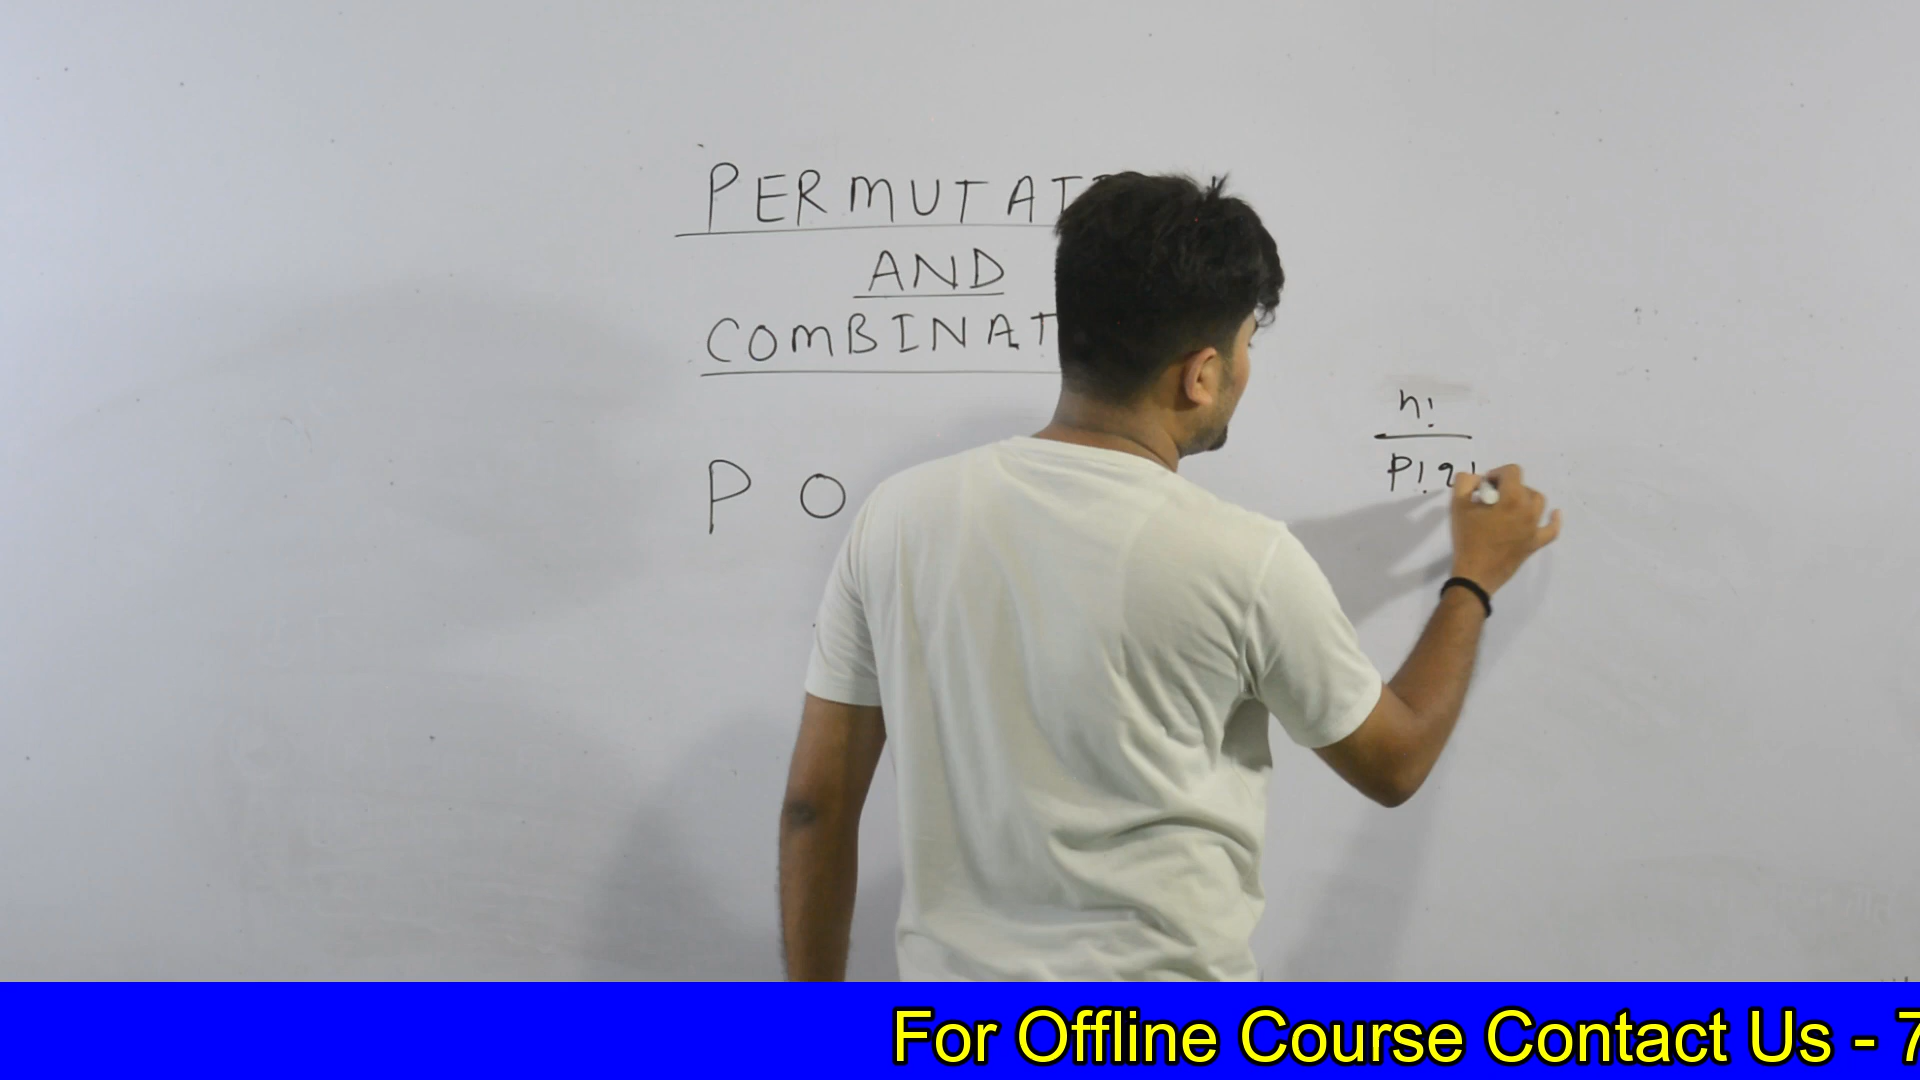 PERMUTAT
AND
COMBINAT
n!
P O
P! q!
For Offline Course Contact Us - 7